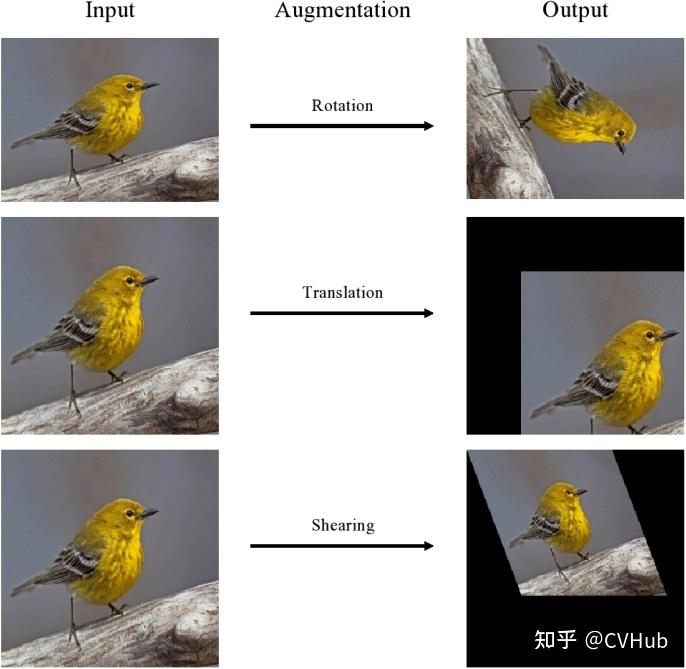 Input Augmentation Output
Rotation
Translation
Shearing
知乎 @CVHub